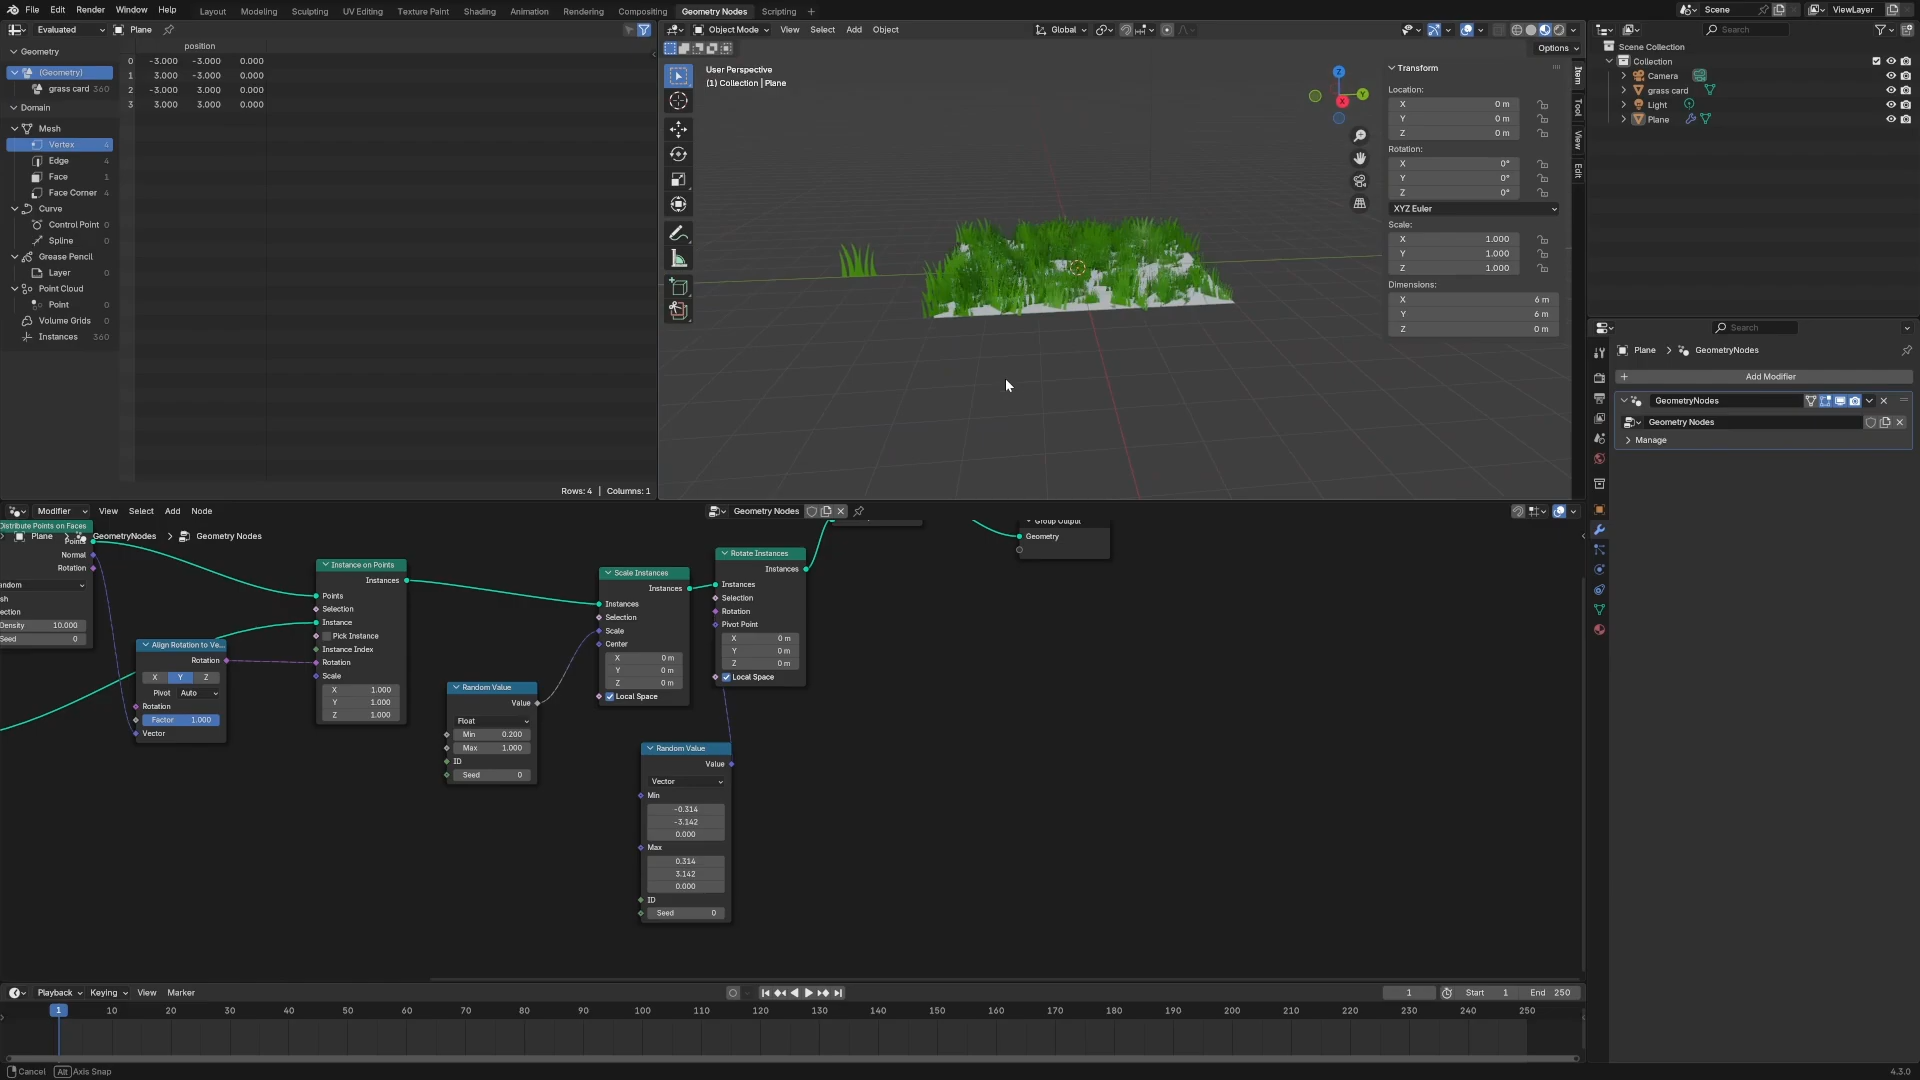 File Edit Render Window Help Layout Modeling Sculpting UV Editing Texture Paint Shading Animation Rendering Compositing Geometry Nodes Scripting + Scene ViewLayer
Evaluated Plane
position
Geometry
(Geometry)
grass card 360
Domain
Mesh
Vertex 4
Edge 4
Face 1
Face Corner 4
Curve
Control Point 0
Spline 0
Grease Pencil
Layer 0
Point Cloud
Point 0
Volume Grids
Instances 360
0 -3.000 -3.000 0.000
1 3.000 -3.000 0.000
2 -3.000 3.000 0.000
3 3.000 3.000 0.000
Rows: 4 | Columns: 1
Object Mode View Select Add Object Global
Options
User Perspective
(1) Collection | Plane
Z
Y
X
Transform
Location:
X 0 m
Y 0 m
Z 0 m
Rotation:
X 0°
Y 0°
Z 0°
XYZ Euler
Scale:
X 1.000
Y 1.000
Z 1.000
Dimensions:
X 6 m
Y 6 m
Z 0 m
Item
Tool
View
Edit
Search
Scene Collection
Collection
Camera
grass card
Light
Plane
Search
Plane > GeometryNodes
+ Add Modifier
GeometryNodes
Geometry Nodes
Manage
Modifier View Select Add Node Geometry Nodes
Plane > GeometryNodes > Geometry Nodes
Distribute Points on Faces
Points
Normal
Rotation
ndom
sh
ection
Density 10.000
Seed 0
Align Rotation to Ve...
Rotation
X Y Z
Pivot Auto
Rotation
Factor 1.000
Vector
Instance on Points
Instances
Points
Selection
Instance
Pick Instance
Instance Index
Rotation
Scale
X 1.000
Y 1.000
Z 1.000
Random Value
Value
Float
Min 0.200
Max 1.000
ID
Seed 0
Scale Instances
Instances
Instances
Selection
Scale
Center
X 0 m
Y 0 m
Z 0 m
Local Space
Rotate Instances
Instances
Instances
Selection
Rotation
Pivot Point
X 0 m
Y 0 m
Z 0 m
Local Space
Random Value
Value
Vector
Min
-0.314
-3.142
0.000
Max
0.314
3.142
0.000
ID
Seed 0
Group Output
Geometry
Playback Keying View Marker 1 Start 1 End 250
1 10 20 30 40 50 60 70 80 90 100 110 120 130 140 150 160 170 180 190 200 210 220 230 240 250
Cancel Alt Axis Snap 4.3.0